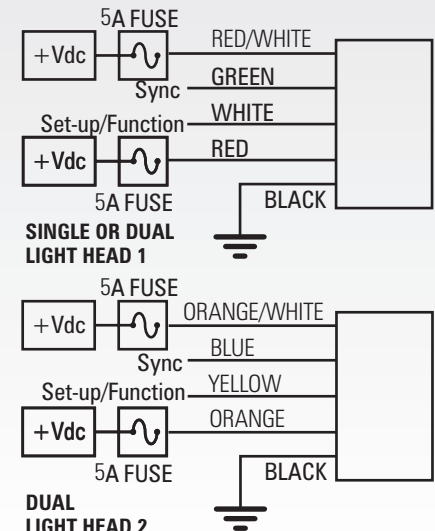 5A FUSE
+Vdc RED/WHITE
Sync GREEN
Set-up/Function WHITE
+Vdc RED
5A FUSE BLACK
SINGLE OR DUAL
LIGHT HEAD 1
5A FUSE
+Vdc ORANGE/WHITE
Sync BLUE
Set-up/Function YELLOW
+Vdc ORANGE
5A FUSE BLACK
DUAL
LIGHT HEAD 2